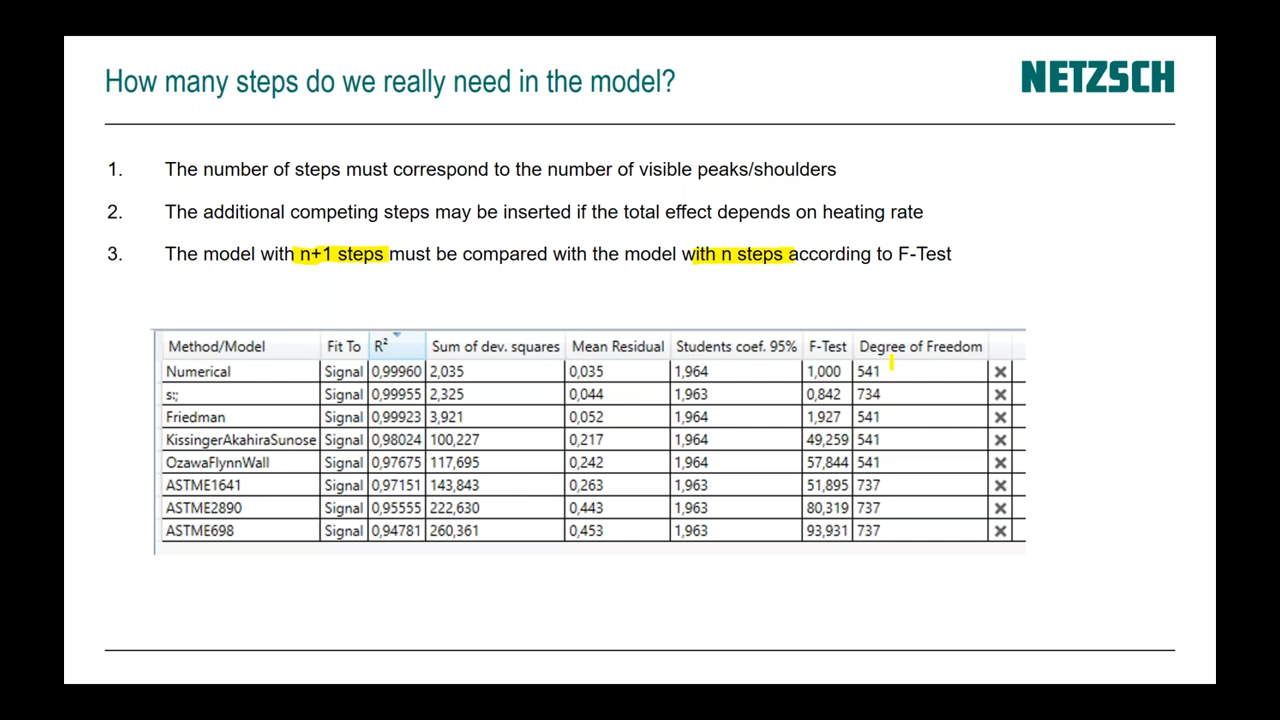 How many steps do we really need in the model?
NETZSCH
1. The number of steps must correspond to the number of visible peaks/shoulders
2. The additional competing steps may be inserted if the total effect depends on heating rate
3. The model with n+1 steps must be compared with the model with n steps according to F-Test
Method/Model Fit To R² Sum of dev. squares Mean Residual Students coef. 95% F-Test Degree of Freedom
Numerical Signal 0,99960 2,035 0,035 1,964 1,000 541 ×
s:; Signal 0,99955 2,325 0,044 1,963 0,842 734 ×
Friedman Signal 0,99923 3,921 0,052 1,964 1,927 541 ×
KissingerAkahiraSunose Signal 0,98024 100,227 0,217 1,964 49,259 541 ×
OzawaFlynnWall Signal 0,97675 117,695 0,242 1,964 57,844 541 ×
ASTME1641 Signal 0,97151 143,843 0,263 1,963 51,895 737 ×
ASTME2890 Signal 0,95555 222,630 0,443 1,963 80,319 737 ×
ASTME698 Signal 0,94781 260,361 0,453 1,963 93,931 737 ×